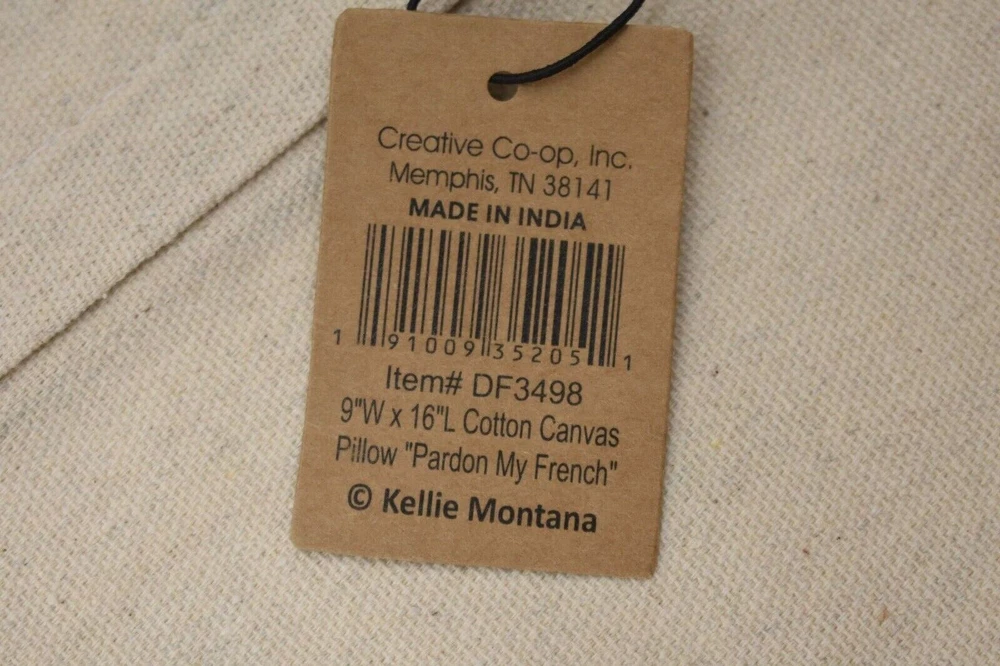 Creative Co-op, Inc.
Memphis, TN 38141
MADE IN INDIA
1 91009 35205 1
Item# DF3498
9"W x 16"L Cotton Canvas
Pillow "Pardon My French"
© Kellie Montana